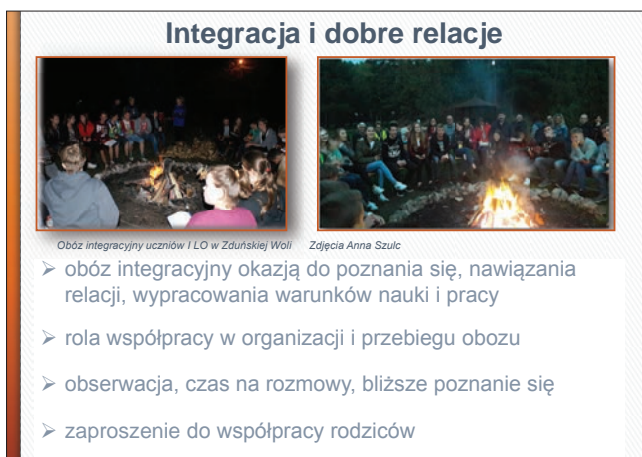 Integracja i dobre relacje
Obóz integracyjny uczniów I LO w Zduńskiej Woli Zdjęcia Anna Szulc
➢ obóz integracyjny okazją do poznania się, nawiązania
relacji, wypracowania warunków nauki i pracy
➢ rola współpracy w organizacji i przebiegu obozu
➢ obserwacja, czas na rozmowy, bliższe poznanie się
➢ zaproszenie do współpracy rodziców